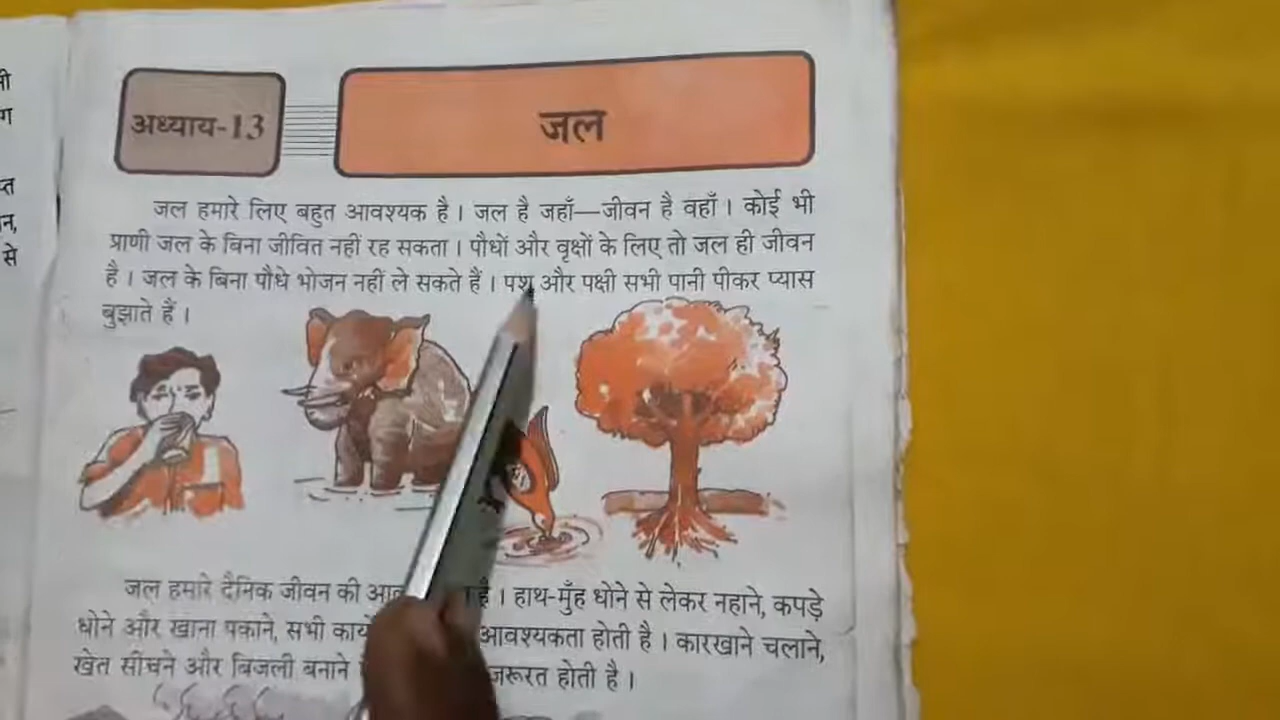 अध्याय-13
जल
जल हमारे लिए बहुत आवश्यक है। जल है जहाँ—जीवन है वहाँ। कोई भी
प्राणी जल के बिना जीवित नहीं रह सकता। पौधों और वृक्षों के लिए तो जल ही जीवन
है। जल के बिना पौधे भोजन नहीं ले सकते हैं। पशु और पक्षी सभी पानी पीकर प्यास
बुझाते हैं।
जल हमारे दैनिक जीवन की है। हाथ-मुँह धोने से लेकर नहाने, कपड़े
धोने और खाना पकाने, सभी आवश्यकता होती है। कारखाने चलाने,
खेत सींचने और बिजली बनाने जरूरत होती है।